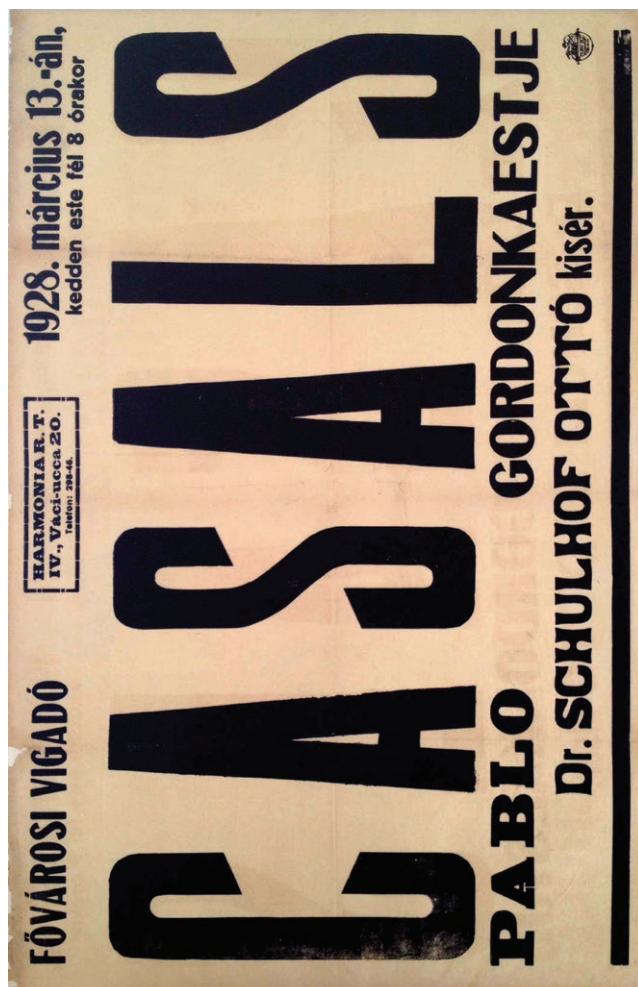 FŐVÁROSI VIGADÓ
HARMONIA R. T.
IV., Váci-ucca 20.
Telefon: 296-46.
1928. március 13.-án,
kedden este fél 8 órakor
CASALS
PABLO GORDONKAESTJE
Dr. SCHULHOF OTTÓ kisér.